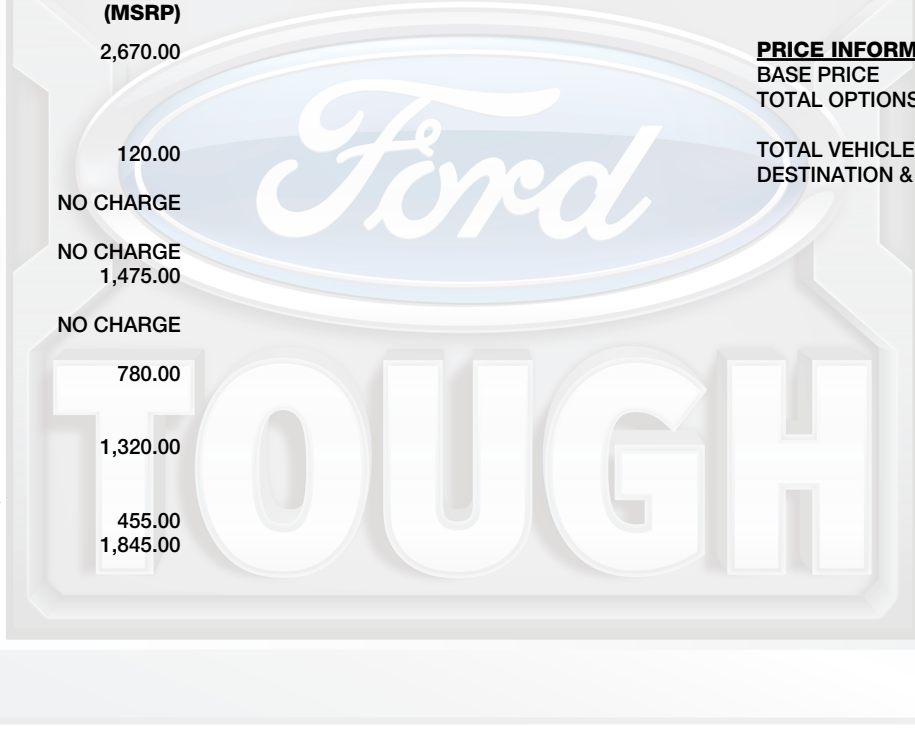 (MSRP)
2,670.00
120.00
NO CHARGE
NO CHARGE
1,475.00
NO CHARGE
780.00
1,320.00
455.00
1,845.00
PRICE INFORM
BASE PRICE
TOTAL OPTIONS
TOTAL VEHICLE
DESTINATION &
Ford
TOUGH